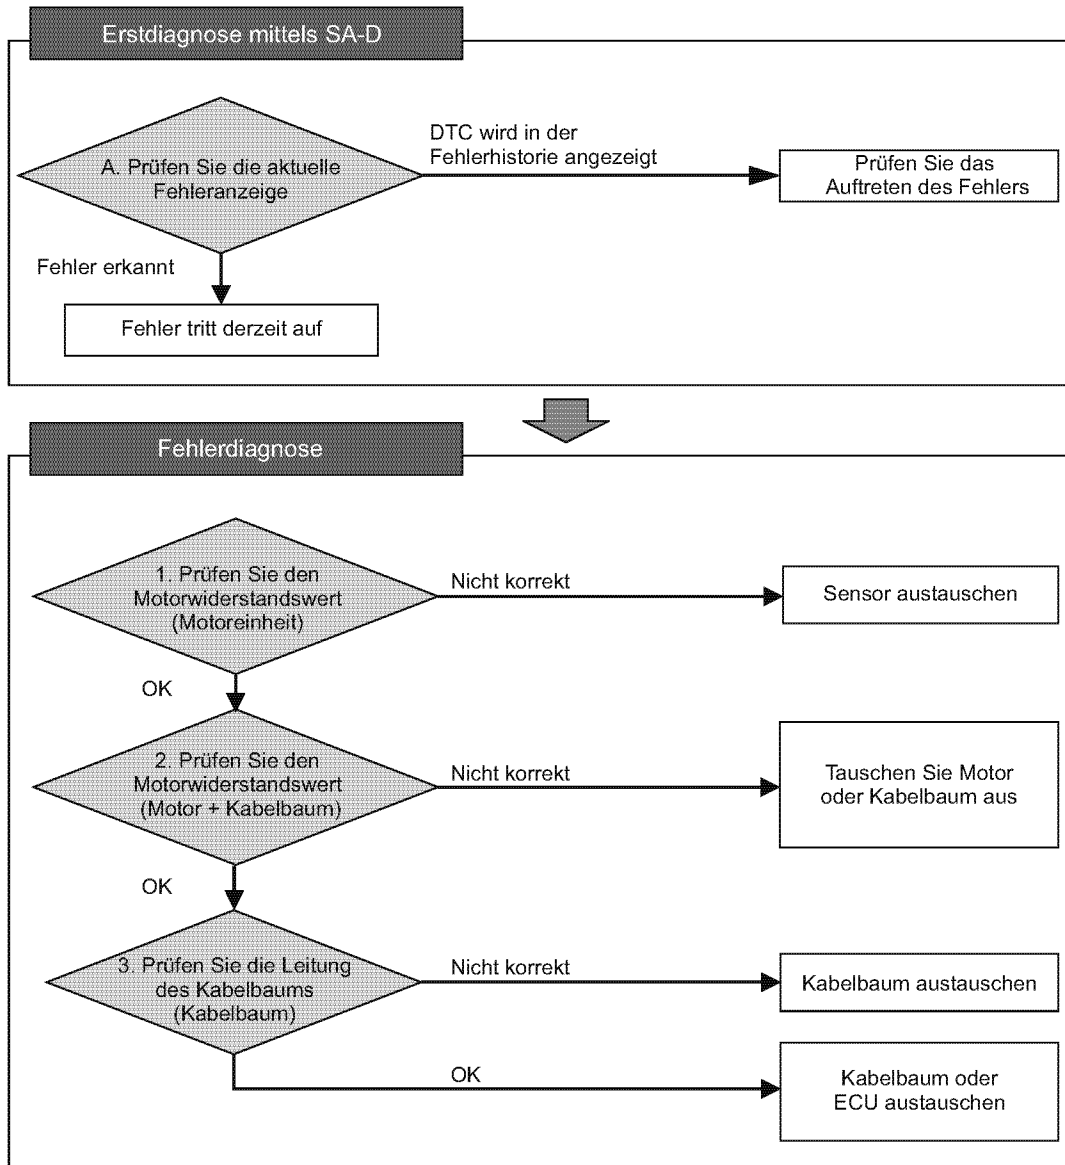 Erstdiagnose mittels SA-D
A. Prüfen Sie die aktuelle
Fehleranzeige
DTC wird in der
Fehlerhistorie angezeigt
Prüfen Sie das
Auftreten des Fehlers
Fehler erkannt
Fehler tritt derzeit auf
Fehlerdiagnose
1. Prüfen Sie den
Motorwiderstandswert
(Motoreinheit)
Nicht korrekt
Sensor austauschen
OK
2. Prüfen Sie den
Motorwiderstandswert
(Motor + Kabelbaum)
Nicht korrekt
Tauschen Sie Motor
oder Kabelbaum aus
OK
3. Prüfen Sie die Leitung
des Kabelbaums
(Kabelbaum)
Nicht korrekt
Kabelbaum austauschen
OK
Kabelbaum oder
ECU austauschen